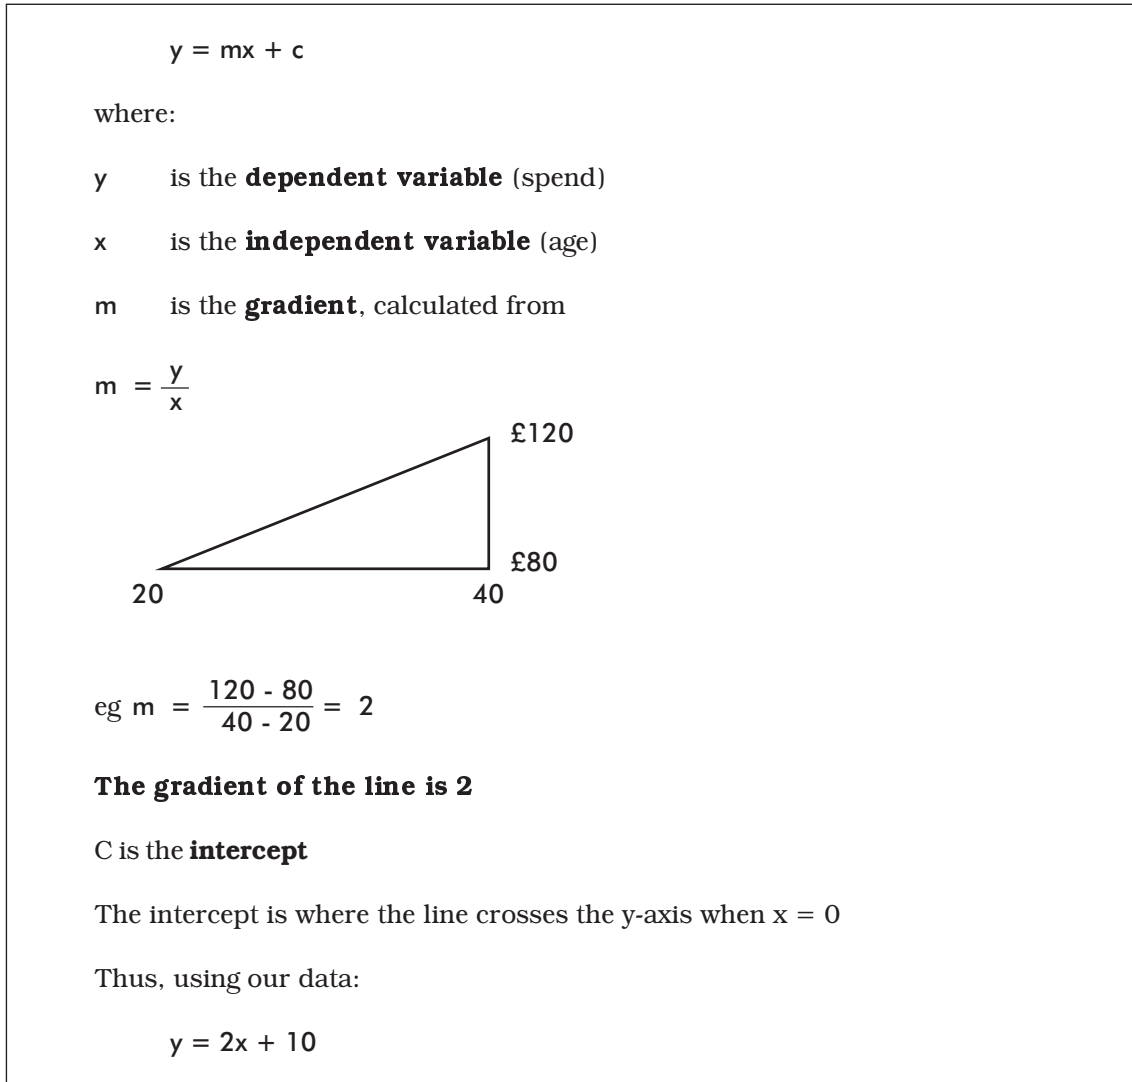 y = mx + c
where:
y is the dependent variable (spend)
x is the independent variable (age)
m is the gradient, calculated from
m = y
x
£120
£80
20 40
eg m = 120 - 80 = 2
40 - 20
The gradient of the line is 2
C is the intercept
The intercept is where the line crosses the y-axis when x = 0
Thus, using our data:
y = 2x + 10